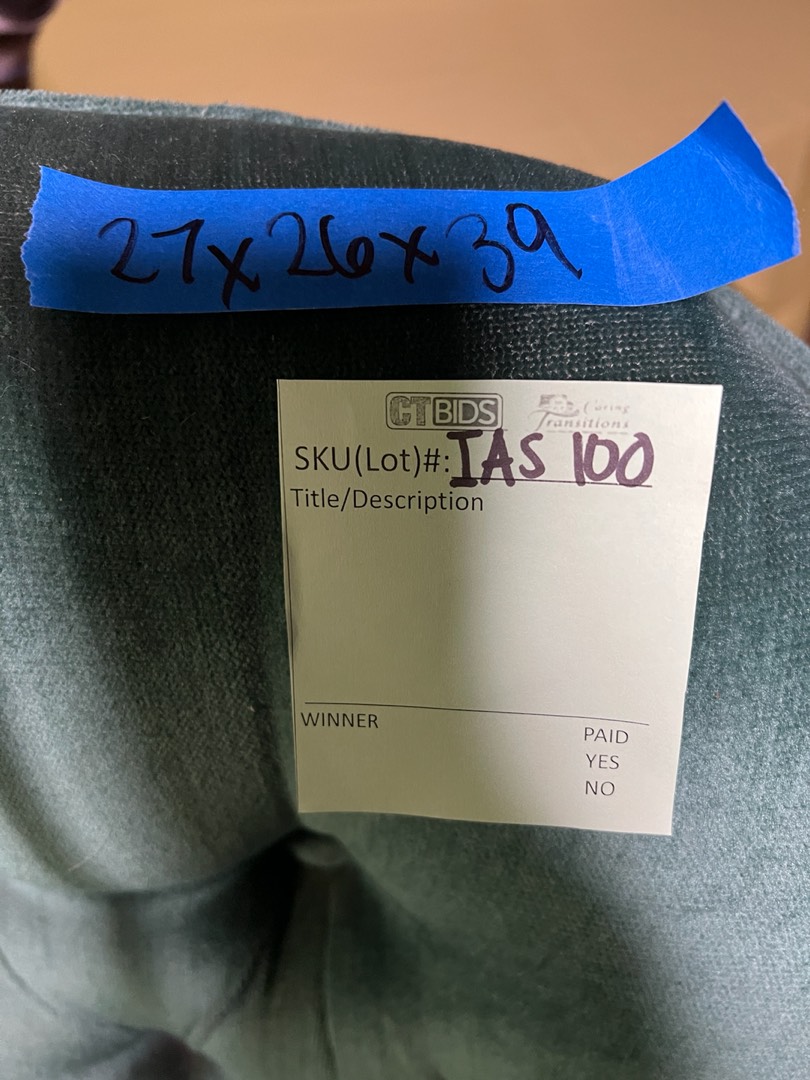 27x26x39
CTBIDS
Caring
Transitions
SKU(Lot)#: IAS 100
Title/Description
WINNER
PAID
YES
NO